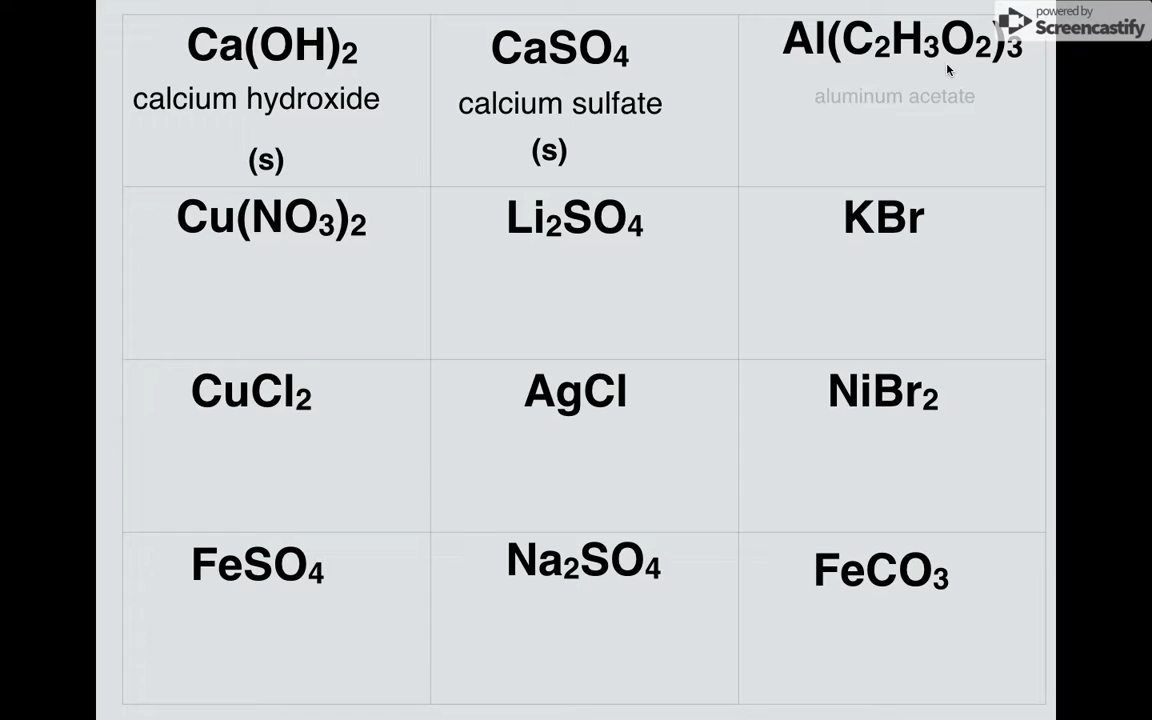 powered by
Screencastify
Ca(OH)₂
calcium hydroxide
(s)
CaSO₄
calcium sulfate
(s)
Al(C₂H₃O₂)₃
aluminum acetate
Cu(NO₃)₂
Li₂SO₄
KBr
CuCl₂
AgCl
NiBr₂
FeSO₄
Na₂SO₄
FeCO₃